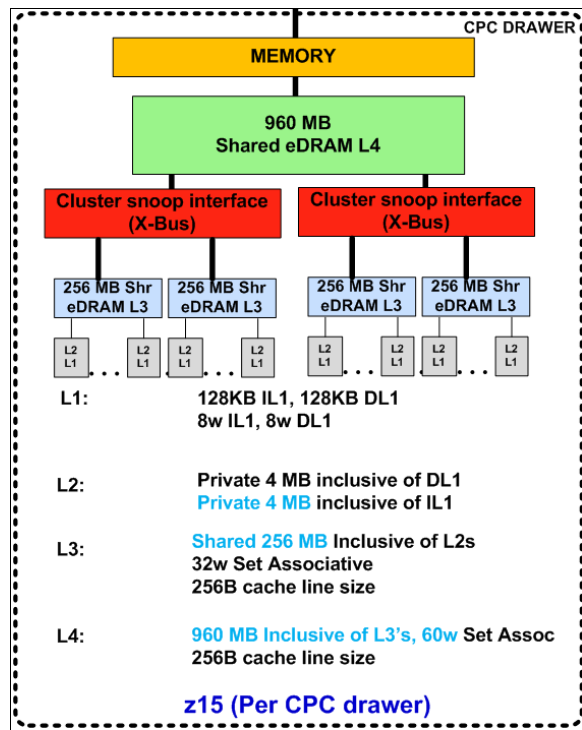 CPC DRAWER
MEMORY
960 MB
Shared eDRAM L4
Cluster snoop interface
(X-Bus)
Cluster snoop interface
(X-Bus)
256 MB Shr
eDRAM L3
256 MB Shr
eDRAM L3
256 MB Shr
eDRAM L3
256 MB Shr
eDRAM L3
L2
L1
...
L2
L1
L2
L1
...
L2
L1
L2
L1
...
L2
L1
L2
L1
...
L2
L1
L1:
128KB IL1, 128KB DL1
8w IL1, 8w DL1
L2:
Private 4 MB inclusive of DL1
Private 4 MB inclusive of IL1
L3:
Shared 256 MB Inclusive of L2s
32w Set Associative
256B cache line size
L4:
960 MB Inclusive of L3's, 60w Set Assoc
256B cache line size
z15 (Per CPC drawer)